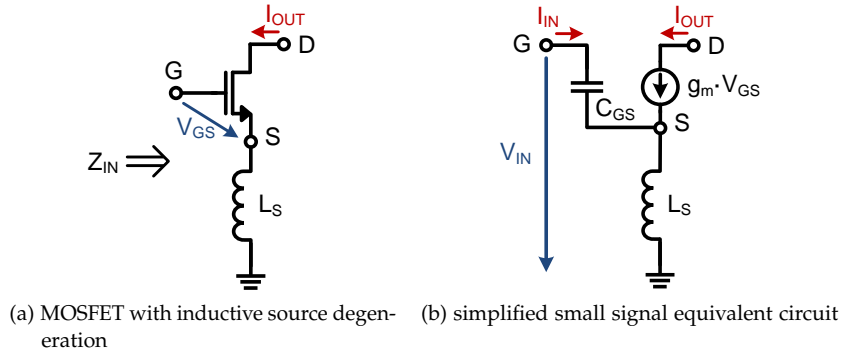 I_OUT
D
G
V_GS
S
Z_IN
L_S
I_IN
I_OUT
G
D
C_GS
g_m·V_GS
S
V_IN
L_S
(a) MOSFET with inductive source degen-
eration
(b) simplified small signal equivalent circuit